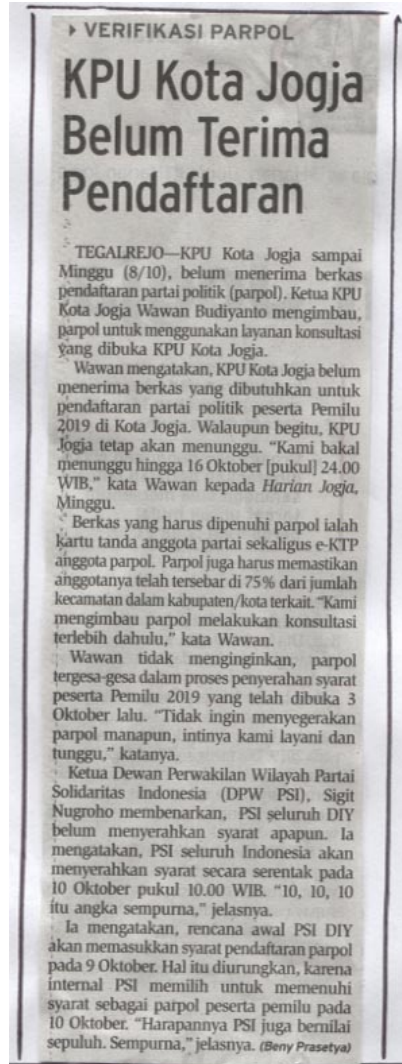 VERIFIKASI PARPOL
KPU Kota Jogja
Belum Terima
Pendaftaran
TEGALREJO—KPU Kota Jogja sampai
Minggu (8/10), belum menerima berkas
pendaftaran partai politik (parpol). Ketua KPU
Kota Jogja Wawan Budiyanto mengimbau,
parpol untuk menggunakan layanan konsultasi
yang dibuka KPU Kota Jogja.
Wawan mengatakan, KPU Kota Jogja belum
menerima berkas yang dibutuhkan untuk
pendaftaran partai politik peserta Pemilu
2019 di Kota Jogja. Walaupun begitu, KPU
Jogja tetap akan menunggu. “Kami bakal
menunggu hingga 16 Oktober [pukul] 24.00
WIB,” kata Wawan kepada Harian Jogja,
Minggu.
Berkas yang harus dipenuhi parpol ialah
kartu tanda anggota partai sekaligus e-KTP
anggota parpol. Parpol juga harus memastikan
anggotanya telah tersebar di 75% dari jumlah
kecamatan dalam kabupaten/kota terkait. “Kami
mengimbau parpol melakukan konsultasi
terlebih dahulu,” kata Wawan.
Wawan tidak menginginkan, parpol
tergesa-gesa dalam proses penyerahan syarat
peserta Pemilu 2019 yang telah dibuka 3
Oktober lalu. “Tidak ingin menyegerakan
parpol manapun, intinya kami layani dan
tunggu,” katanya.
Ketua Dewan Perwakilan Wilayah Partai
Solidaritas Indonesia (DPW PSI), Sigit
Nugroho membenarkan, PSI seluruh DIY
belum menyerahkan syarat apapun. Ia
mengatakan, PSI seluruh Indonesia akan
menyerahkan syarat secara serentak pada
10 Oktober pukul 10.00 WIB. “10, 10, 10
itu angka sempurna,” jelasnya.
Ia mengatakan, rencana awal PSI DIY
akan memasukkan syarat pendaftaran parpol
pada 9 Oktober. Hal itu diurungkan, karena
internal PSI memilih untuk memenuhi
syarat sebagai parpol peserta pemilu pada
10 Oktober. “Harapannya PSI juga bernilai
sepuluh. Sempurna,” jelasnya. (Beny Prasetya)